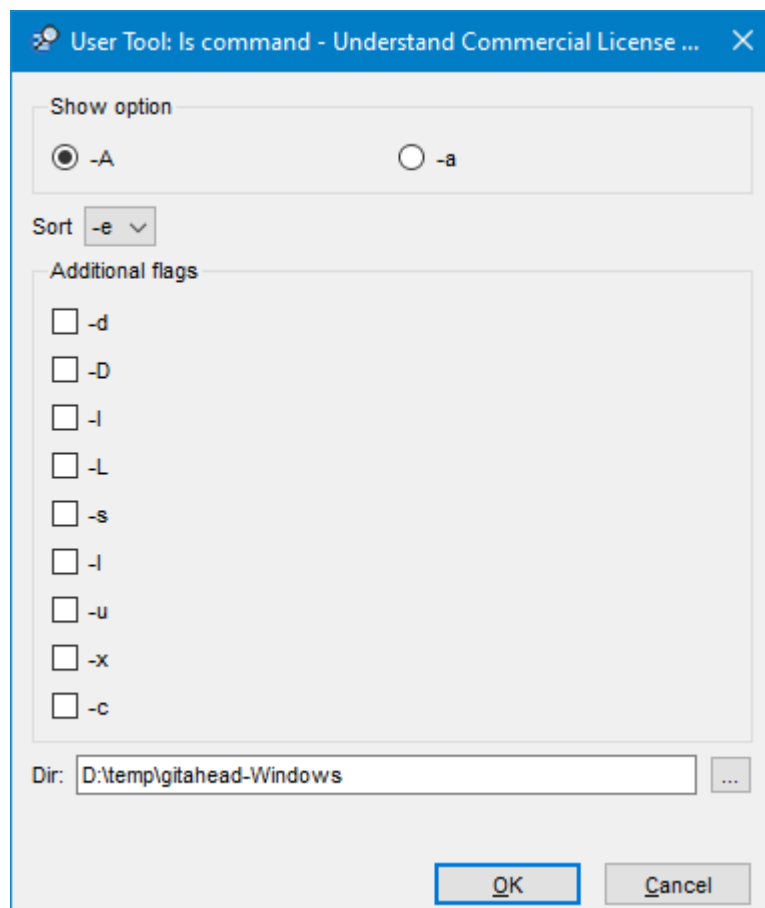 User Tool: ls command - Understand Commercial License ...
Show option
-A
-a
Sort -e
Additional flags
-d
-D
-l
-L
-s
-l
-u
-x
-c
Dir: D:\temp\gitahead-Windows ...
OK Cancel